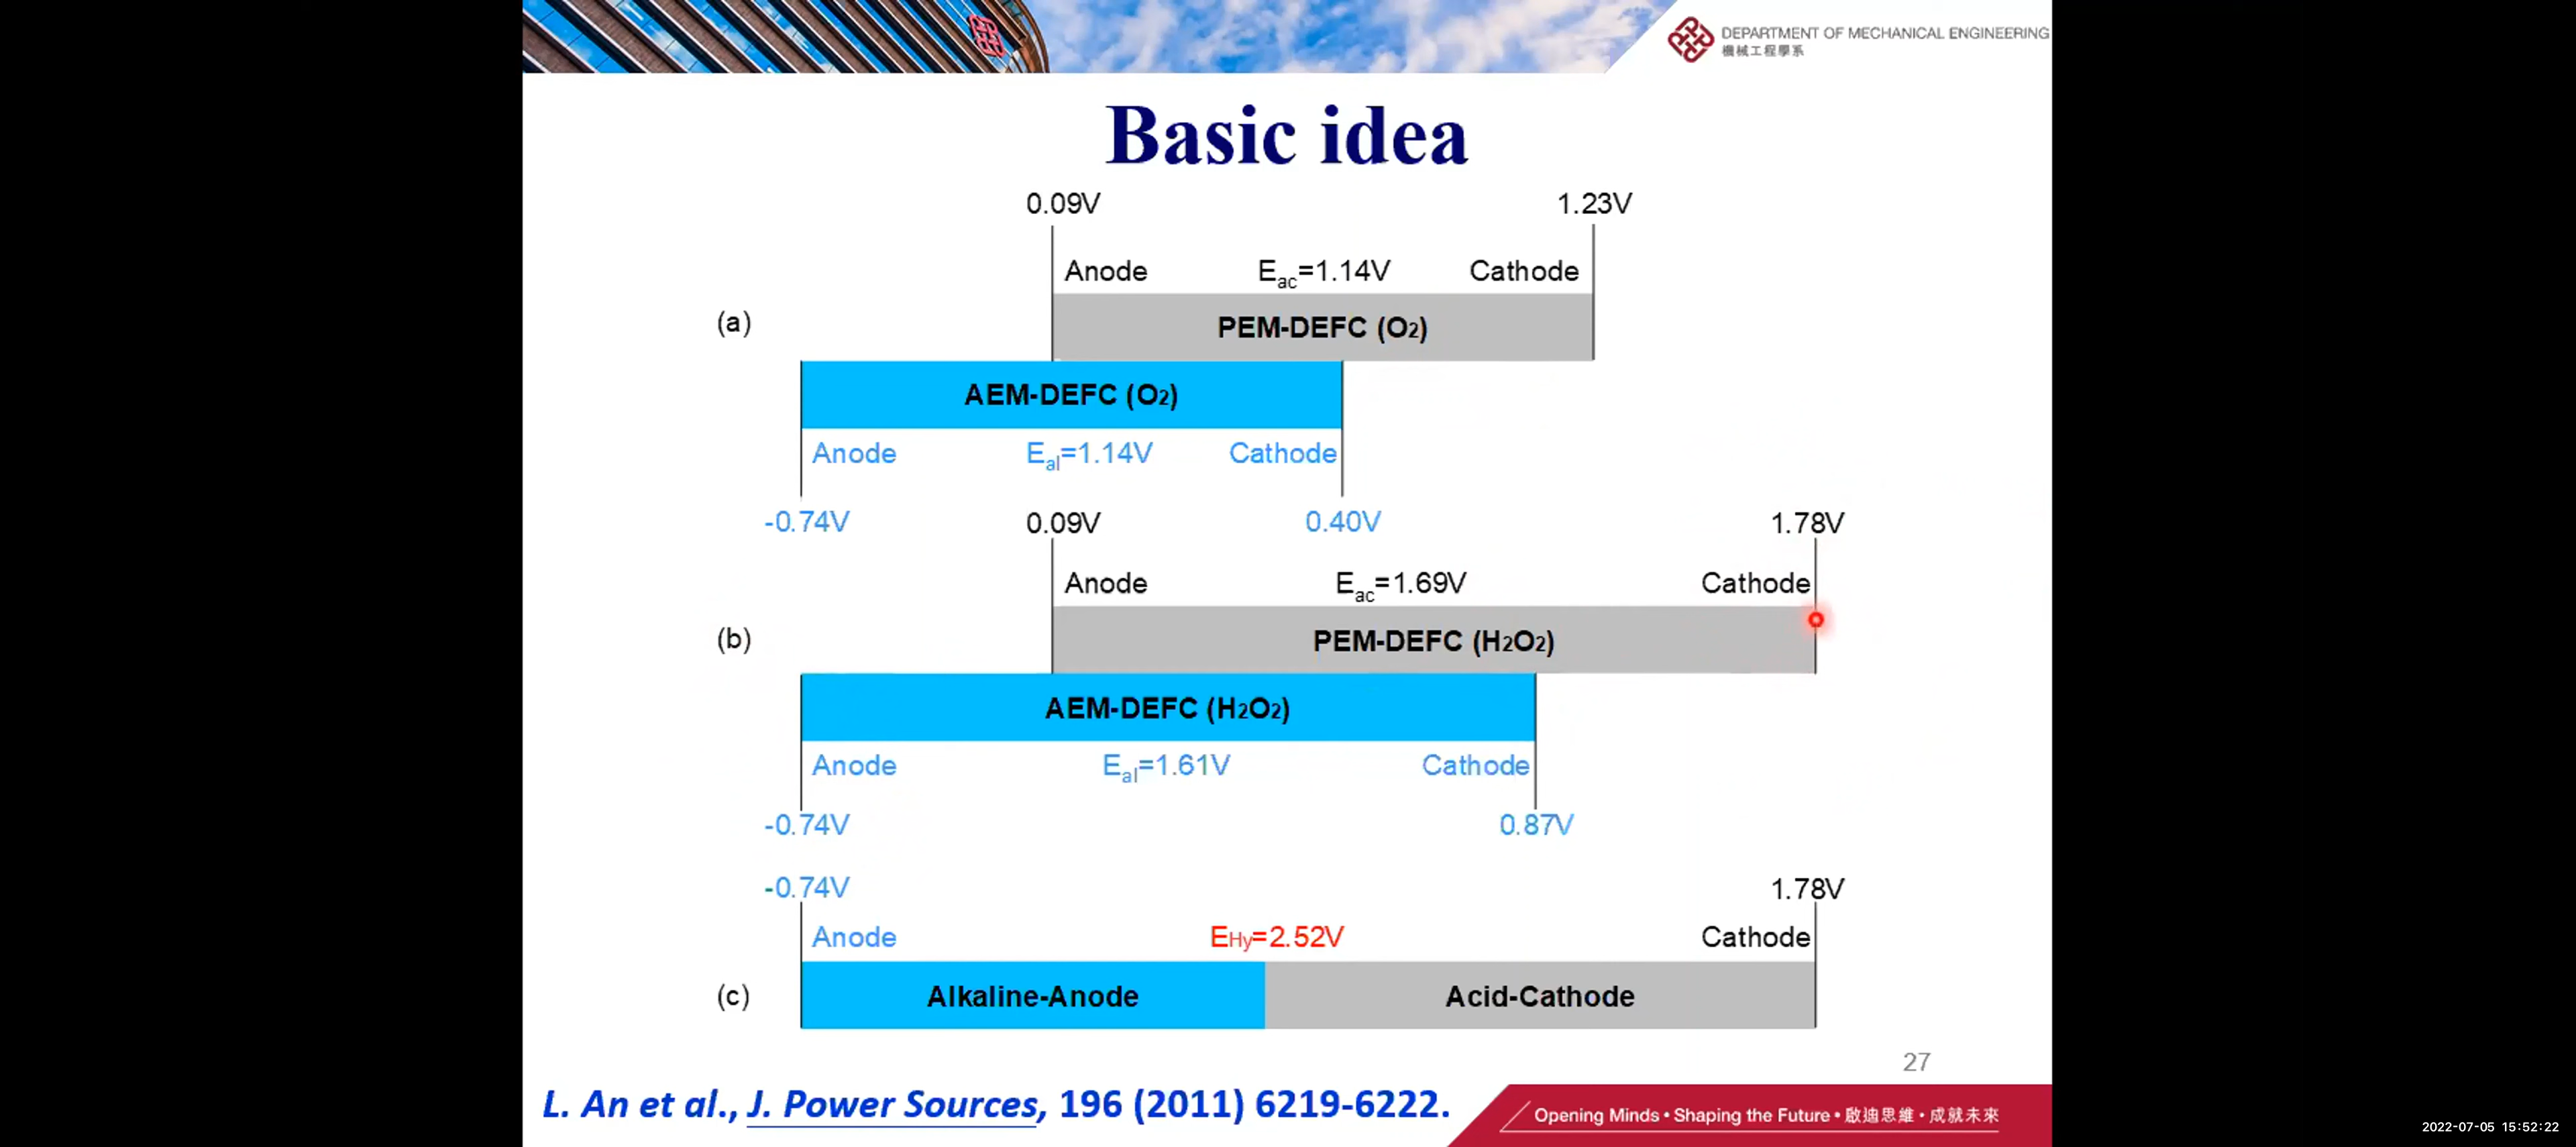 DEPARTMENT OF MECHANICAL ENGINEERING
機械工程學系
Basic idea
0.09V 1.23V
Anode Eac=1.14V Cathode
(a) PEM-DEFC (O2)
AEM-DEFC (O2)
Anode Eal=1.14V Cathode
-0.74V 0.09V 0.40V 1.78V
Anode Eac=1.69V Cathode
(b) PEM-DEFC (H2O2)
AEM-DEFC (H2O2)
Anode Eal=1.61V Cathode
-0.74V 0.87V
-0.74V 1.78V
Anode EHy=2.52V Cathode
(c) Alkaline-Anode Acid-Cathode
27
L. An et al., J. Power Sources, 196 (2011) 6219-6222.
Opening Minds • Shaping the Future • 啟迪思維 • 成就未來
2022-07-05 15:52:22